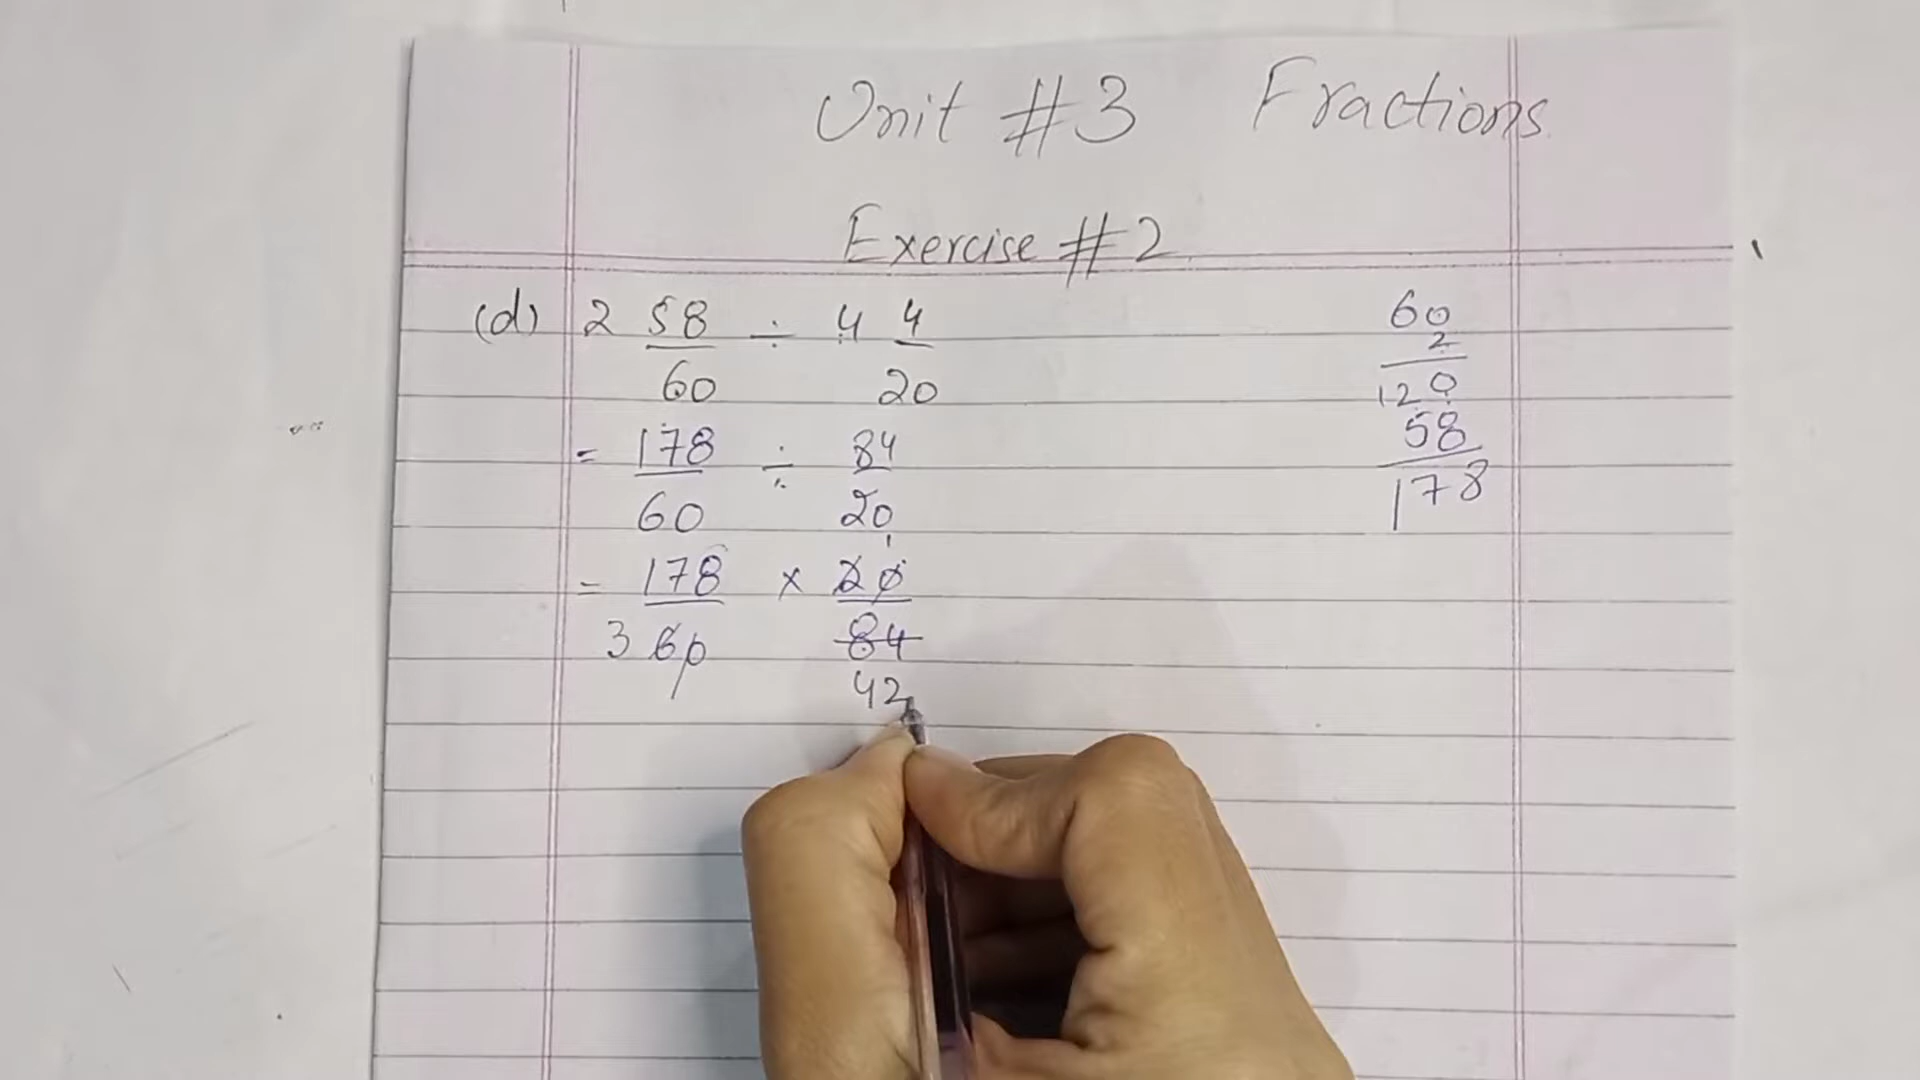 Unit #3 Fractions
Exercise #2
(d) 2 58/60 ÷ 4 4/20
= 178/60 ÷ 84/20
1
= 178/60 × 20/84
3
42
60
2
120
58
178